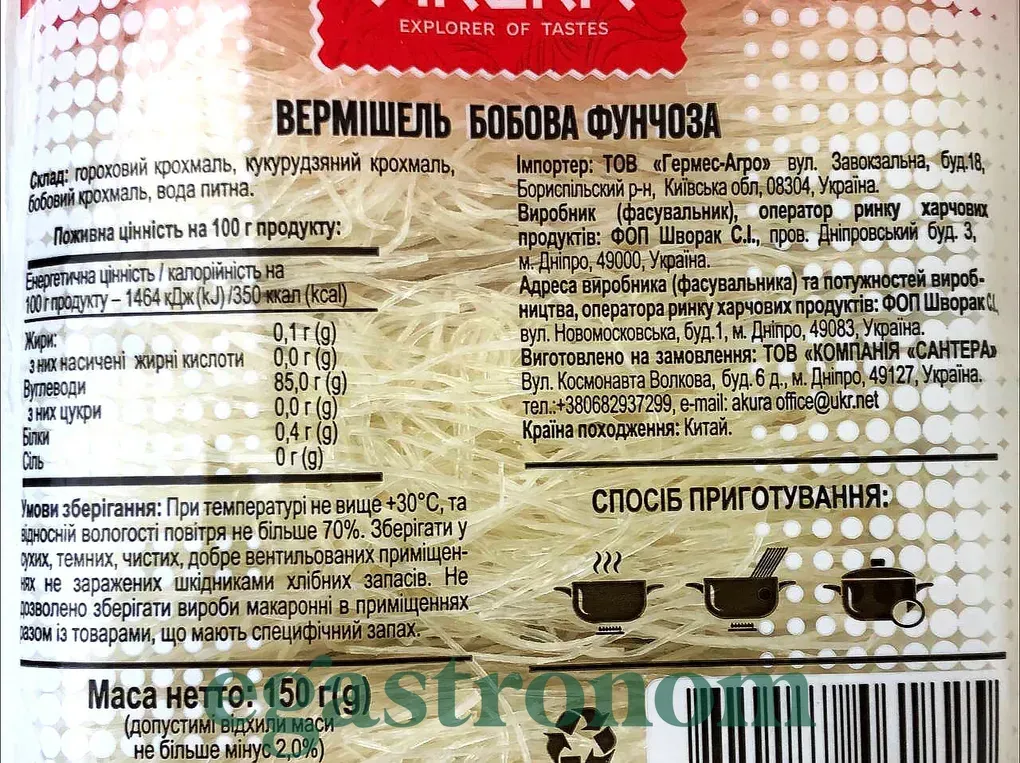 EXPLORER OF TASTES
ВЕРМІШЕЛЬ БОБОВА ФУНЧОЗА
Склад: гороховий крохмаль, кукурудзяний крохмаль,
бобовий крохмаль, вода питна.
Поживна цінність на 100 г продукту:
Енергетична цінність / калорійність на
100 г продукту – 1464 кДж (kJ) /350 ккал (kcal)
Жири: 0,1 г (g)
з них насичені жирні кислоти 0,0 г (g)
Вуглеводи 85,0 г (g)
з них цукри 0,0 г (g)
Білки 0,4 г (g)
Сіль 0 г (g)
Умови зберігання: При температурі не вище +30°С, та
відносній вологості повітря не більше 70%. Зберігати у
сухих, темних, чистих, добре вентильованих приміщен-
нях не заражених шкідниками хлібних запасів. Не
дозволено зберігати вироби макаронні в приміщеннях
разом із товарами, що мають специфічний запах.
Маса нетто: 150 г (g)
(допустимі відхили маси
не більше мінус 2,0%)
Імпортер: ТОВ «Гермес-Агро» вул. Завокзальна, буд.18,
Бориспільский р-н, Київська обл, 08304, Україна.
Виробник (фасувальник), оператор ринку харчових
продуктів: ФОП Шворак С.І., пров. Дніпровський буд. 3,
м. Дніпро, 49000, Україна.
Адреса виробника (фасувальника) та потужностей вироб-
ництва, оператора ринку харчових продуктів: ФОП Шворак С.І.,
вул. Новомосковська, буд.1, м. Дніпро, 49083, Україна.
Виготовлено на замовлення: ТОВ «КОМПАНІЯ «САНТЕРА»
Вул. Космонавта Волкова, буд. 6 д., м. Дніпро, 49127, Україна.
тел.:+380682937299, e-mail: akura office@ukr.net
Країна походження: Китай.
СПОСІБ ПРИГОТУВАННЯ: